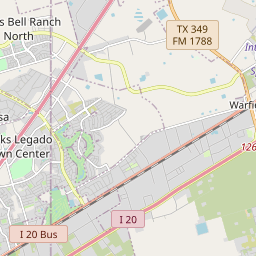 s Bell Ranch
North
TX 349
FM 1788
Int
S
Warfie
sa
ks Legado
wn Center
126
I 20
I 20 Bus